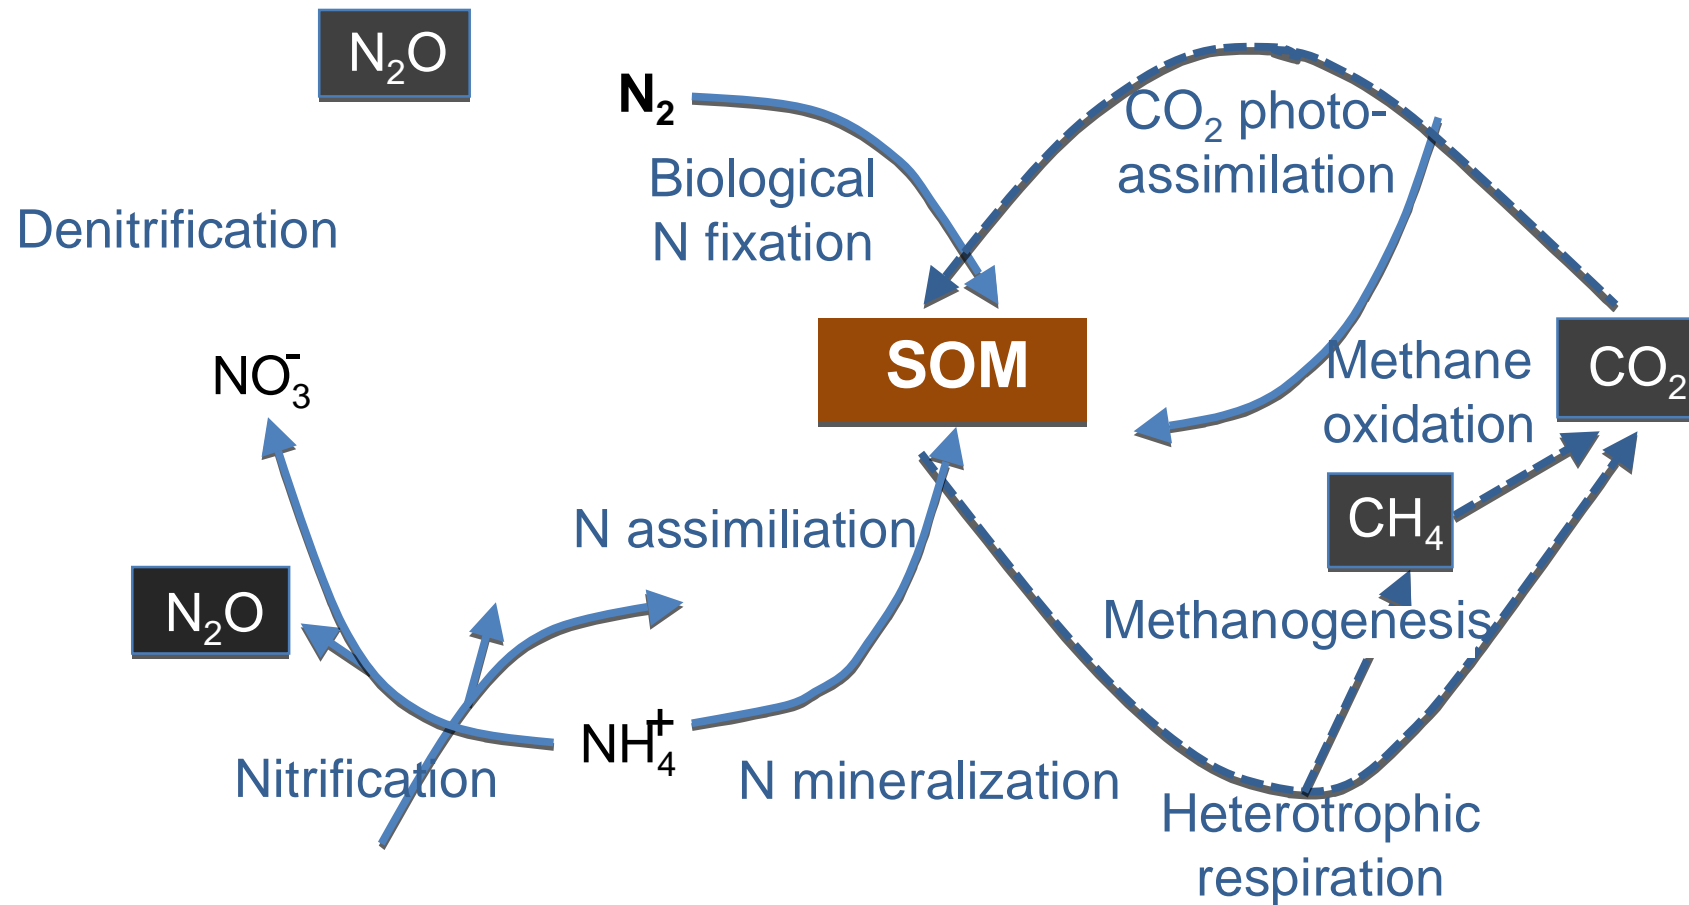 N₂O
N₂
CO₂ photo-
assimilation
Biological
N fixation
Denitrification
NO₃⁻
SOM
Methane
oxidation
CO₂
CH₄
N assimiliation
N₂O
Methanogenesis
NH₄⁺
Nitrification
N mineralization
Heterotrophic
respiration